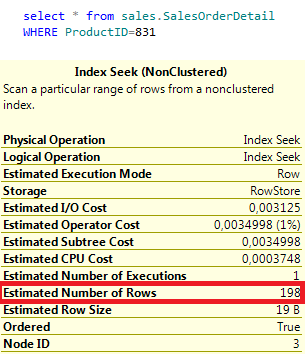 select * from sales.SalesOrderDetail
WHERE ProductID=831
Index Seek (NonClustered)
Scan a particular range of rows from a nonclustered
index.
Physical Operation Index Seek
Logical Operation Index Seek
Estimated Execution Mode Row
Storage RowStore
Estimated I/O Cost 0,003125
Estimated Operator Cost 0,0034998 (1%)
Estimated Subtree Cost 0,0034998
Estimated CPU Cost 0,0003748
Estimated Number of Executions 1
Estimated Number of Rows 198
Estimated Row Size 19 B
Ordered True
Node ID 3